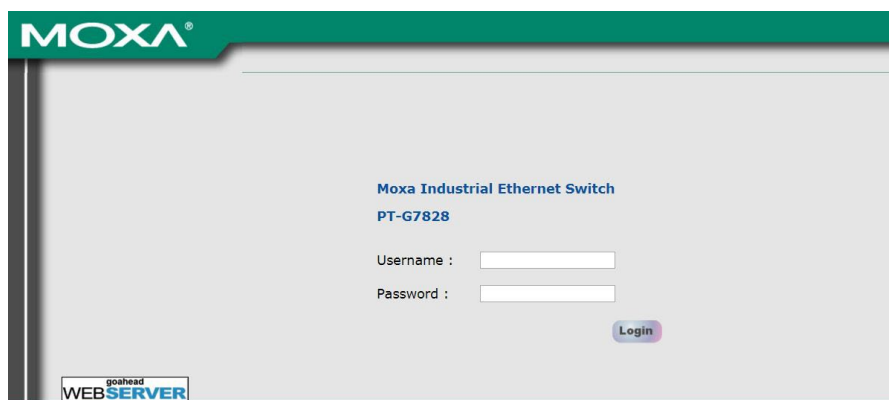 MOXA®
Moxa Industrial Ethernet Switch
PT-G7828
Username :
Password :
Login
goahead
WEBSERVER